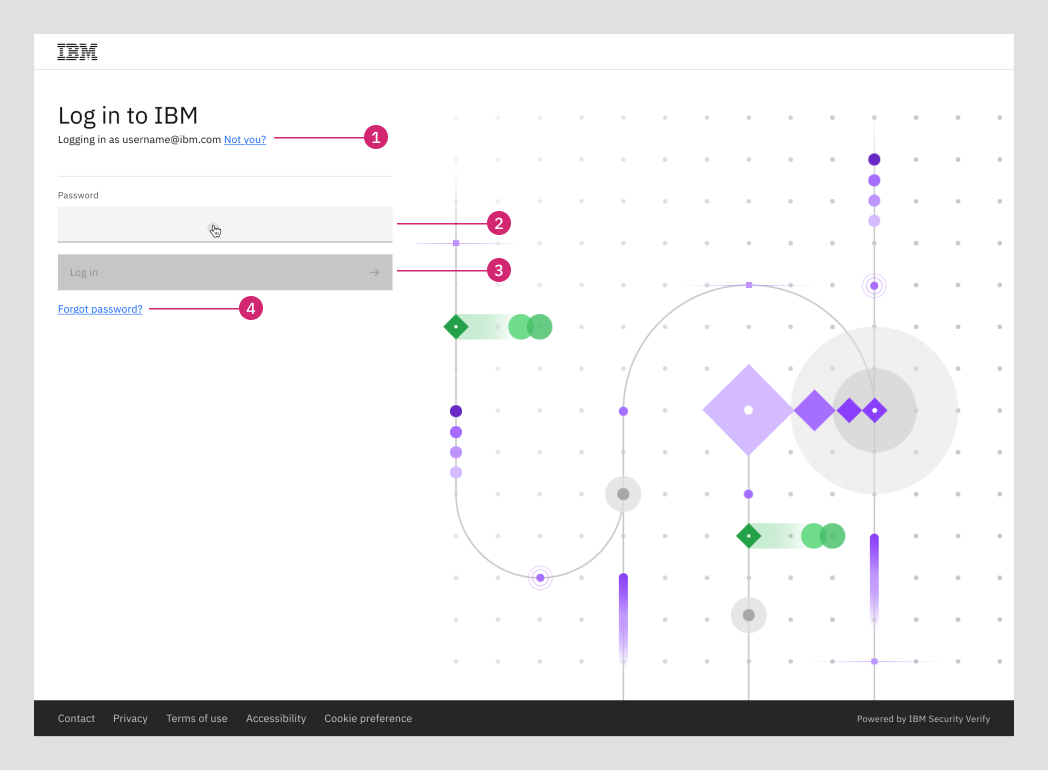 IBM
Log in to IBM
Logging in as username@ibm.com Not you?
1
Password
2
Log in
3
Forgot password?
4
Contact Privacy Terms of use Accessibility Cookie preference
Powered by IBM Security Verify